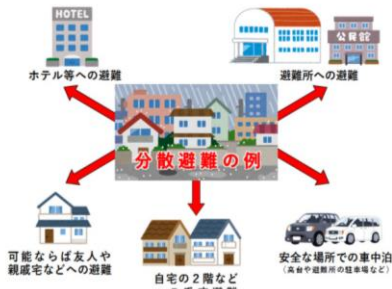 HOTEL
公民館
ホテル等への避難
避難所への避難
分散避難の例
可能ならば友人や
親戚宅などへの避難
自宅の2階など
安全な場所での車中泊
(高台や避難所の駐車場など)